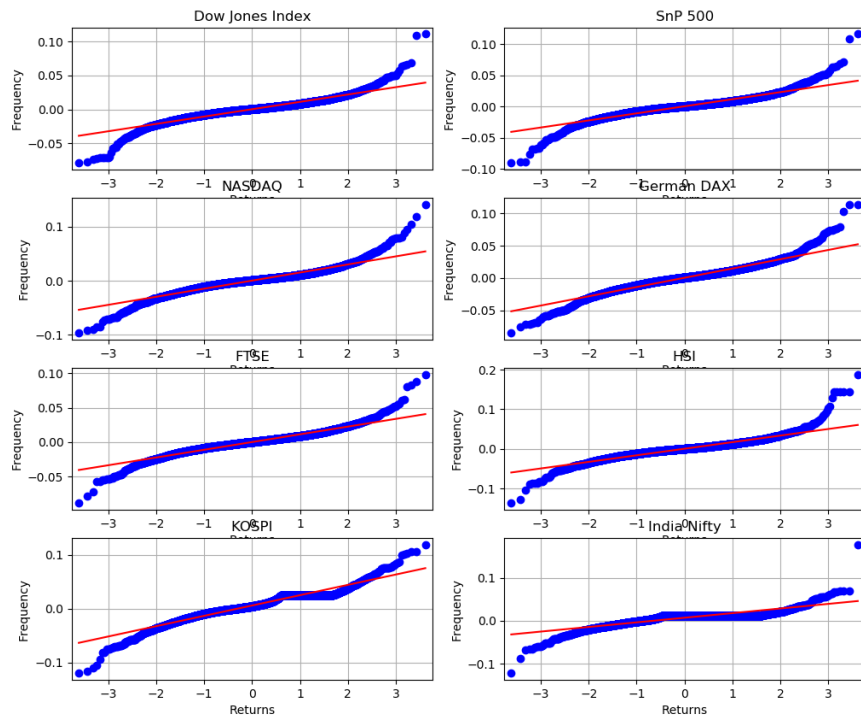 Dow Jones Index
Frequency
0.10
0.05
0.00
−0.05
−3 −2 −1 0 1 2 3
SnP 500
Frequency
0.10
0.05
0.00
−0.05
−0.10
−3 −2 −1 0 1 2 3
NASDAQ
Returns
Frequency
0.1
0.0
−0.1
−3 −2 −1 0 1 2 3
German DAX
Returns
Frequency
0.10
0.05
0.00
−0.05
−3 −2 −1 0 1 2 3
FTSE
Frequency
0.10
0.05
0.00
−0.05
−3 −2 −1 0 1 2 3
HSI
Frequency
0.2
0.1
0.0
−0.1
−3 −2 −1 0 1 2 3
KOSPI
Returns
Frequency
0.1
0.0
−0.1
−3 −2 −1 0 1 2 3
Returns
India Nifty
Returns
Frequency
0.1
0.0
−0.1
−3 −2 −1 0 1 2 3
Returns